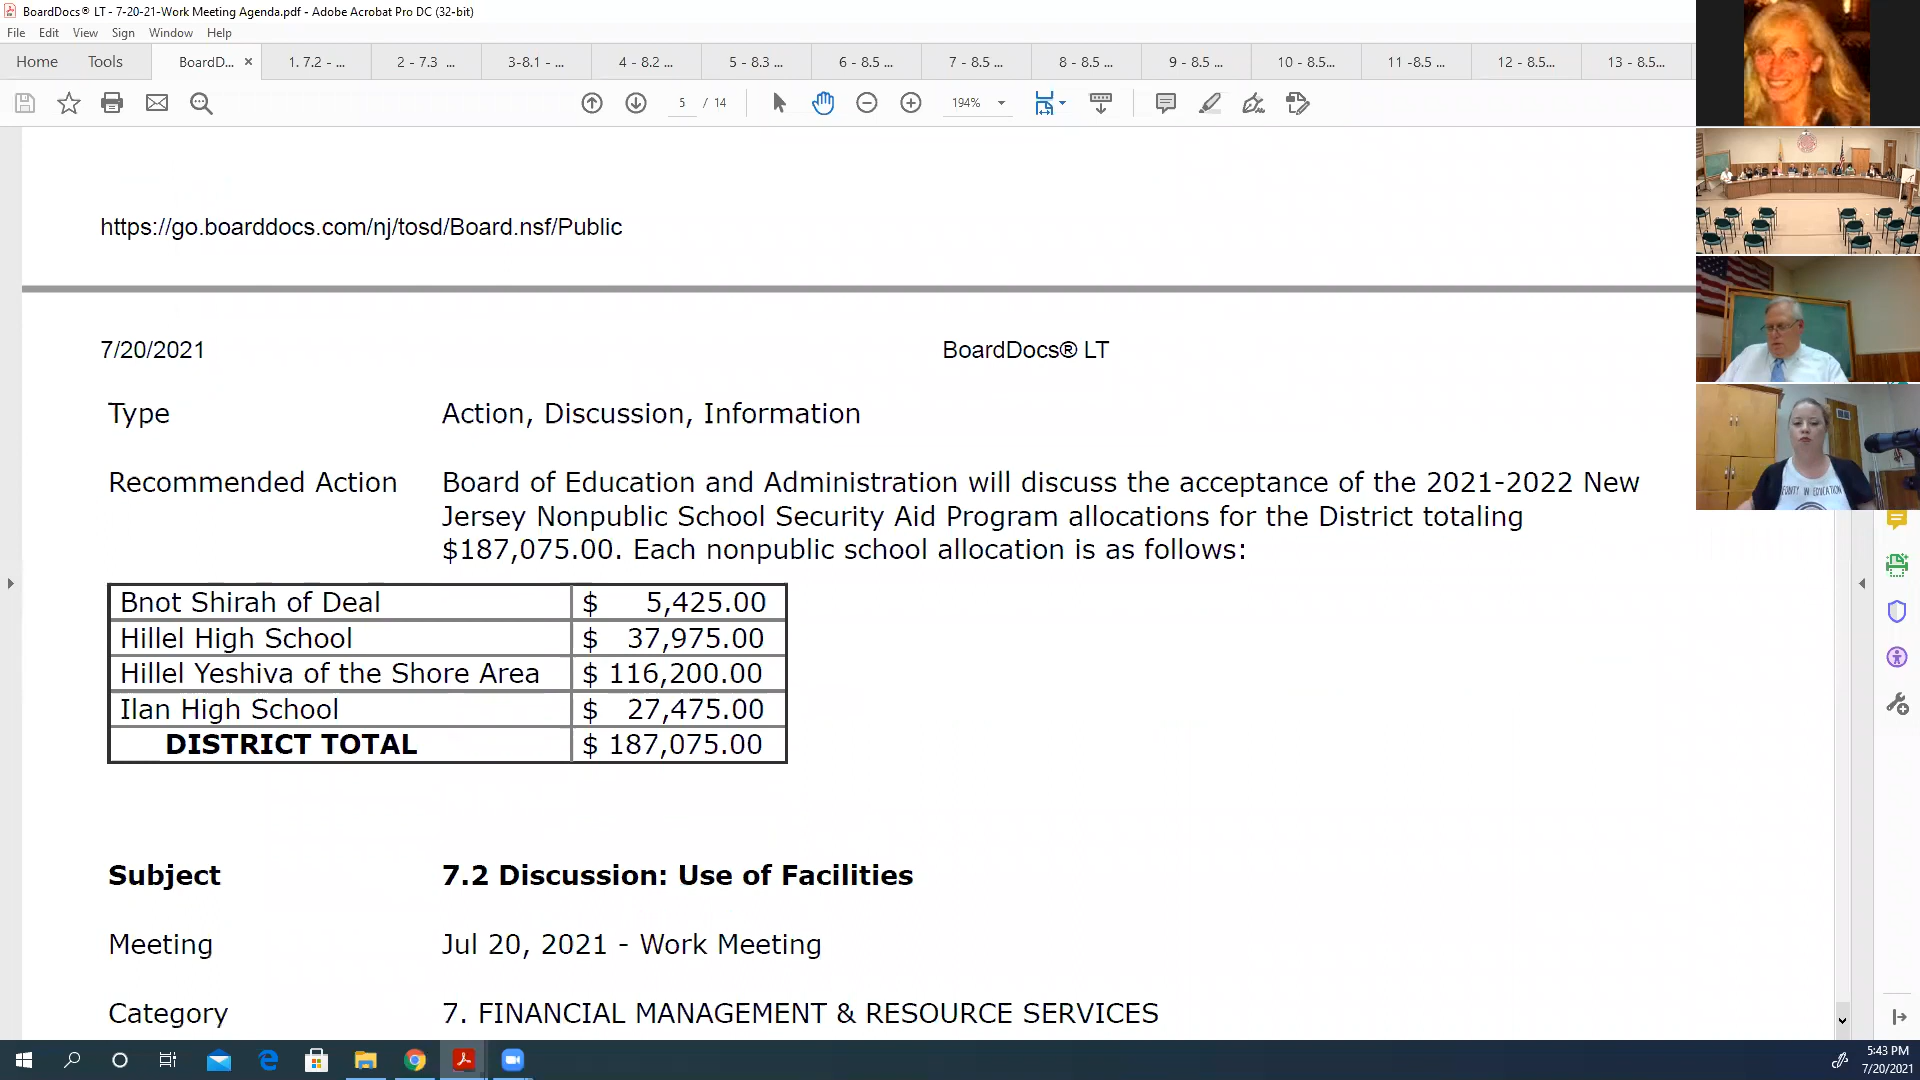 BoardDocs® LT - 7-20-21-Work Meeting Agenda.pdf - Adobe Acrobat Pro DC (32-bit)
File Edit View Sign Window Help
Home Tools BoardD... × 1. 7.2 - ... 2 - 7.3 ... 3-8.1 - ... 4 - 8.2 ... 5 - 8.3 ... 6 - 8.5 ... 7 - 8.5 ... 8 - 8.5 ... 9 - 8.5 ... 10 - 8.5... 11 -8.5 ... 12 - 8.5... 13 - 8.5...
5 / 14 194%
https://go.boarddocs.com/nj/tosd/Board.nsf/Public
7/20/2021 BoardDocs® LT
Type Action, Discussion, Information
Recommended Action Board of Education and Administration will discuss the acceptance of the 2021-2022 New
Jersey Nonpublic School Security Aid Program allocations for the District totaling
$187,075.00. Each nonpublic school allocation is as follows:
Bnot Shirah of Deal $ 5,425.00
Hillel High School $ 37,975.00
Hillel Yeshiva of the Shore Area $ 116,200.00
Ilan High School $ 27,475.00
DISTRICT TOTAL $ 187,075.00
Subject 7.2 Discussion: Use of Facilities
Meeting Jul 20, 2021 - Work Meeting
Category 7. FINANCIAL MANAGEMENT & RESOURCE SERVICES
5:43 PM
7/20/2021